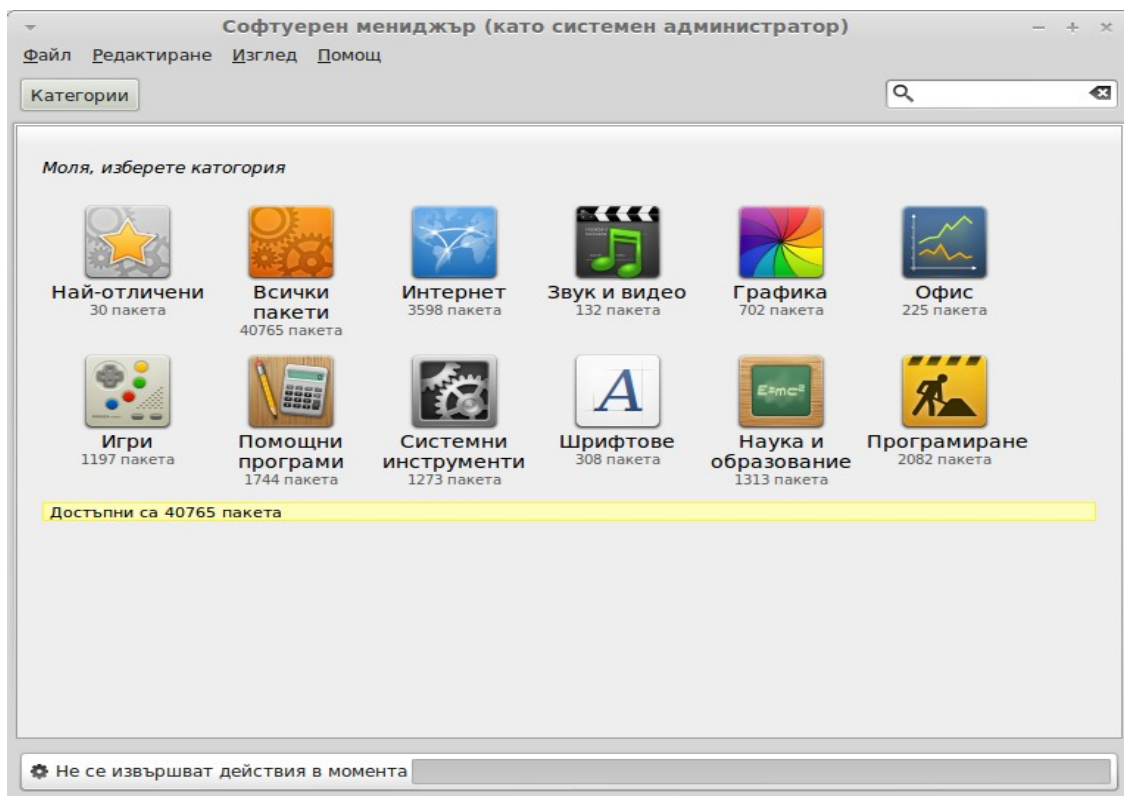 Софтуерен мениджър (като системен администратор)
Файл Редактиране Изглед Помощ
Категории
Моля, изберете катогория
Най-отличени
30 пакета
Всички
пакети
40765 пакета
Интернет
3598 пакета
Звук и видео
132 пакета
Графика
702 пакета
Офис
225 пакета
Игри
1197 пакета
Помощни
програми
1744 пакета
Системни
инструменти
1273 пакета
A
Шрифтове
308 пакета
E=mc²
Наука и
образование
1313 пакета
Програмиране
2082 пакета
Достъпни са 40765 пакета
Не се извършват действия в момента